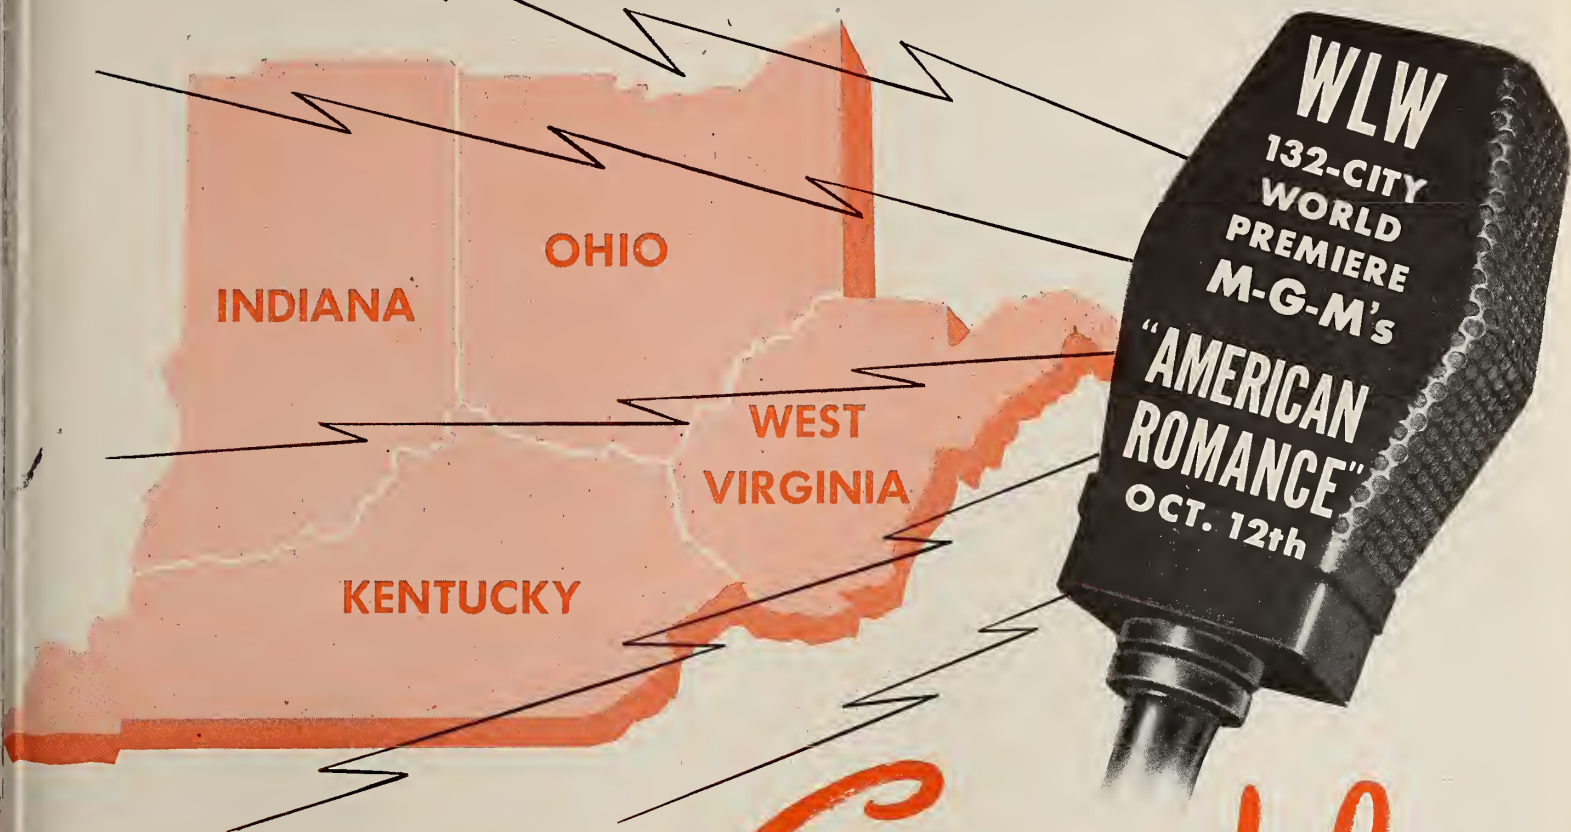 WLW
132-CITY
WORLD
PREMIERE
M-G-M's
"AMERICAN
ROMANCE"
OCT. 12th
OHIO
INDIANA
WEST
VIRGINIA
KENTUCKY